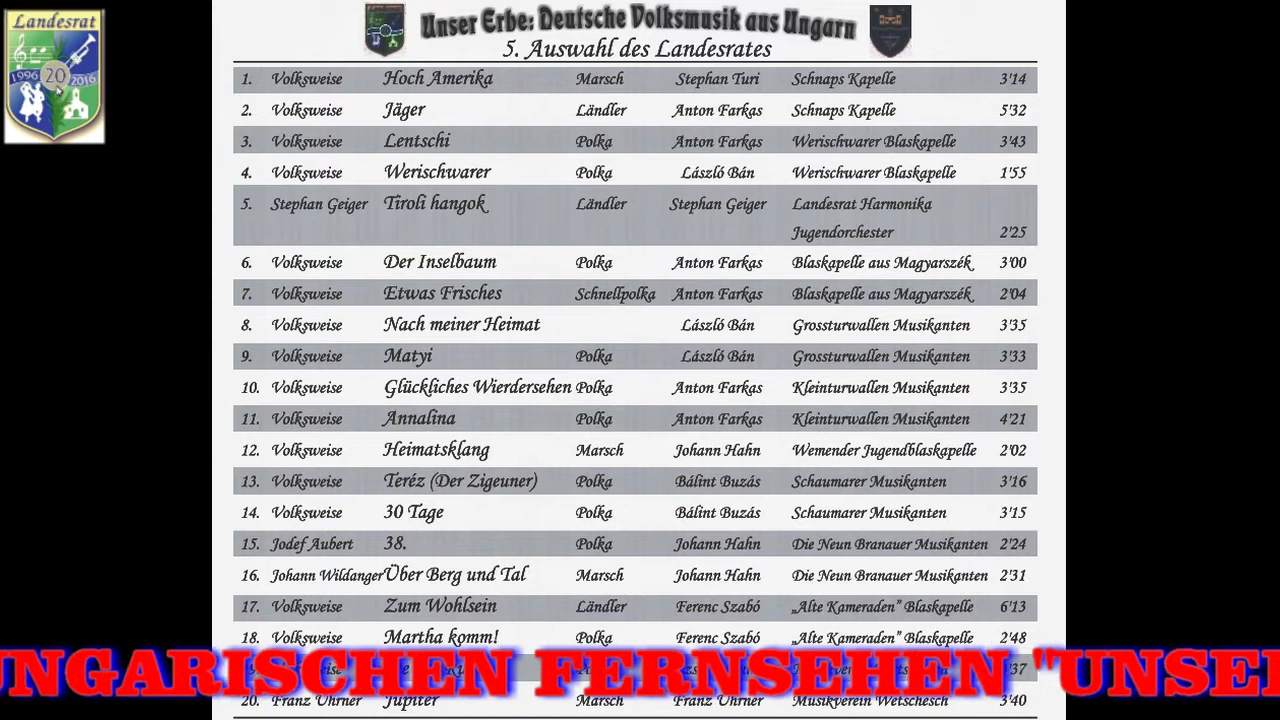 Landesrat
1996 20 2016
Unser Erbe: Deutsche Volksmusik aus Ungarn
5. Auswahl des Landesrates
1. Volksweise Hoch Amerika Marsch Stephan Turi Schnaps Kapelle 3'14
2. Volksweise Jäger Ländler Anton Farkas Schnaps Kapelle 5'32
3. Volksweise Lentschi Polka Anton Farkas Werischwarer Blaskapelle 3'43
4. Volksweise Werischwarer Polka László Bán Werischwarer Blaskapelle 1'55
5. Stephan Geiger Tiroli hangok Ländler Stephan Geiger Landesrat Harmonika
Jugendorchester 2'25
6. Volksweise Der Inselbaum Polka Anton Farkas Blaskapelle aus Magyarszék 3'00
7. Volksweise Etwas Frisches Schnellpolka Anton Farkas Blaskapelle aus Magyarszék 2'04
8. Volksweise Nach meiner Heimat László Bán Grossturwallen Musikanten 3'35
9. Volksweise Matyi Polka László Bán Grossturwallen Musikanten 3'33
10. Volksweise Glückliches Wierdersehen Polka Anton Farkas Kleinturwallen Musikanten 3'35
11. Volksweise Annalina Polka Anton Farkas Kleinturwallen Musikanten 4'21
12. Volksweise Heimatsklang Marsch Johann Hahn Wemender Jugendblaskapelle 2'02
13. Volksweise Teréz (Der Zigeuner) Polka Bálint Buzás Schaumarer Musikanten 3'16
14. Volksweise 30 Tage Polka Bálint Buzás Schaumarer Musikanten 3'15
15. Jodef Aubert 38. Polka Johann Hahn Die Neun Branauer Musikanten 2'24
16. Johann Wildanger Über Berg und Tal Marsch Johann Hahn Die Neun Branauer Musikanten 2'31
17. Volksweise Zum Wohlsein Ländler Ferenc Szabó „Alte Kameraden” Blaskapelle 6'13
18. Volksweise Martha komm! Polka Ferenc Szabó „Alte Kameraden” Blaskapelle 2'48
UNGARISCHEN FERNSEHEN "UNSER
20. Franz Uhrner Jupiter Marsch Franz Uhrner Musikverein Wetschesch 3'40